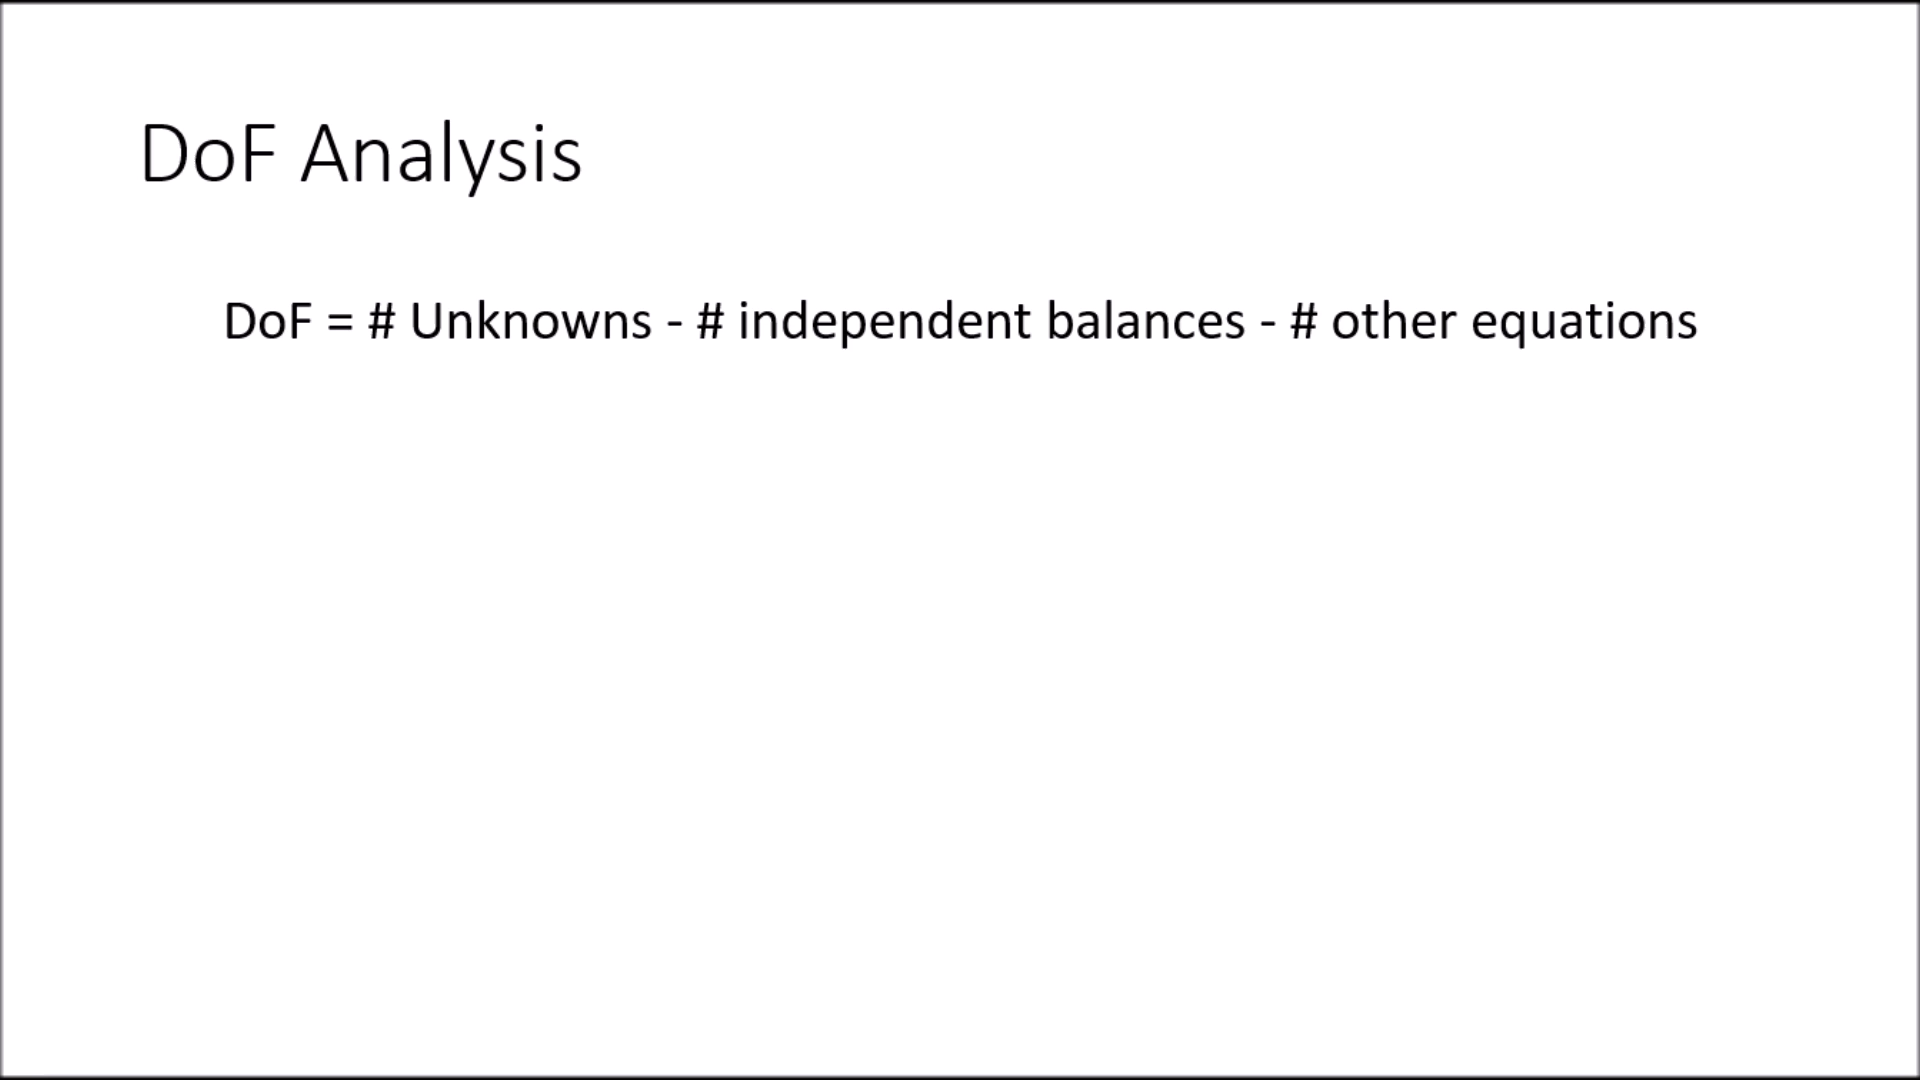 DoF Analysis
DoF = # Unknowns - # independent balances - # other equations